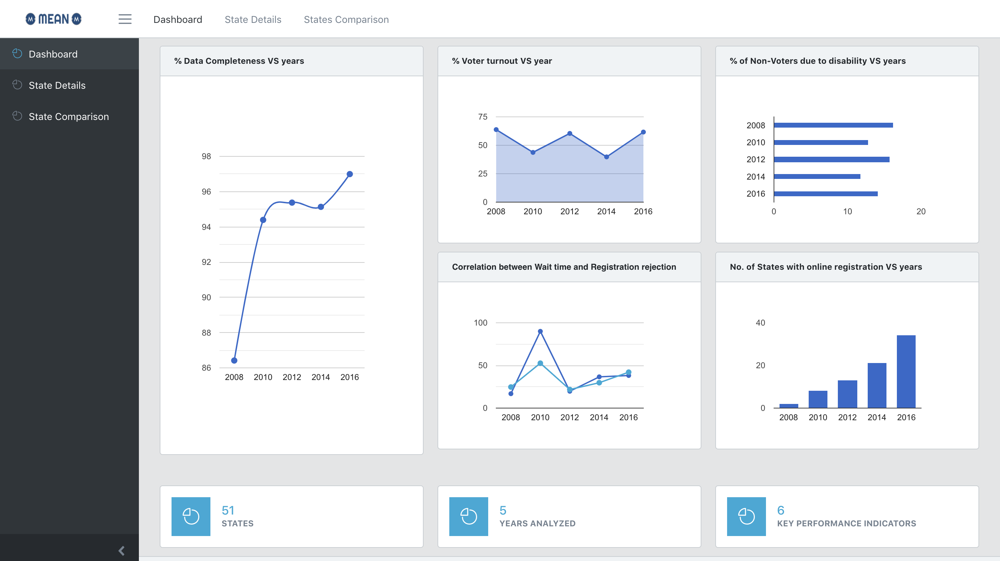 M MEAN M
Dashboard
State Details
States Comparison
Dashboard
State Details
State Comparison
% Data Completeness VS years
98
96
94
92
90
88
86
2008 2010 2012 2014 2016
% Voter turnout VS year
75
50
25
0
2008 2010 2012 2014 2016
% of Non-Voters due to disability VS years
2008
2010
2012
2014
2016
0 10 20
Correlation between Wait time and Registration rejection
100
50
0
2008 2010 2012 2014 2016
No. of States with online registration VS years
40
20
0
2008 2010 2012 2014 2016
51
STATES
5
YEARS ANALYZED
6
KEY PERFORMANCE INDICATORS